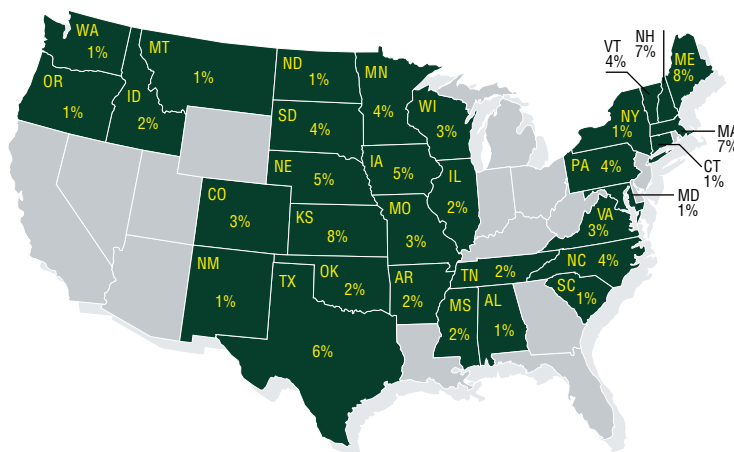 WA
1%
MT
1%
ND
1%
MN
4%
OR
1%
ID
2%
SD
4%
WI
3%
NE
5%
IA
5%
IL
2%
CO
3%
KS
8%
MO
3%
NM
1%
TX
6%
OK
2%
AR
2%
TN 2%
MS
2%
AL
1%
SC
1%
NC 4%
VA
3%
PA 4%
NY
1%
VT
4%
NH
7%
ME
8%
MA
7%
CT
1%
MD
1%